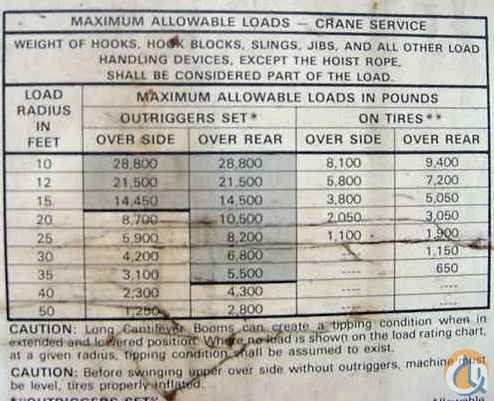 MAXIMUM ALLOWABLE LOADS — CRANE SERVICE
WEIGHT OF HOOKS, HOOK BLOCKS, SLINGS, JIBS, AND ALL OTHER LOAD
HANDLING DEVICES, EXCEPT THE HOIST ROPE,
SHALL BE CONSIDERED PART OF THE LOAD.
LOAD RADIUS IN FEET
MAXIMUM ALLOWABLE LOADS IN POUNDS
OUTRIGGERS SET* ON TIRES**
OVER SIDE OVER REAR OVER SIDE OVER REAR
10 28,800 28,800 8,100 9,400
12 21,500 21,500 5,800 7,200
15 14,450 14,500 3,800 5,050
20 8,700 10,500 2,050 3,050
25 5,900 8,200 1,100 1,900
30 4,200 6,800 ---- 1,150
35 3,100 5,500 ---- 650
40 2,300 4,300 ---- ----
50 1,250 2,800 ---- ----
CAUTION: Long Cantilever Booms can create a tipping condition when in
extended and lowered position. Where no load is shown on the load rating chart,
at a given radius, tipping condition shall be assumed to exist.
CAUTION: Before swinging upper over side without outriggers, machine must
be level, tires properly inflated.
"OUTRIGGERS SET"